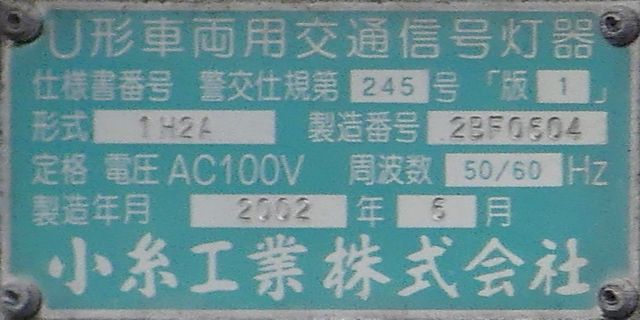 U形車両用交通信号灯器
仕様書番号 警交仕規第 245 号 「版 1 」
形式 1H2A 製造番号 2BF0504
定格 電圧 AC100V 周波数 50/60 Hz
製造年月 2002 年 6 月
小糸工業株式会社